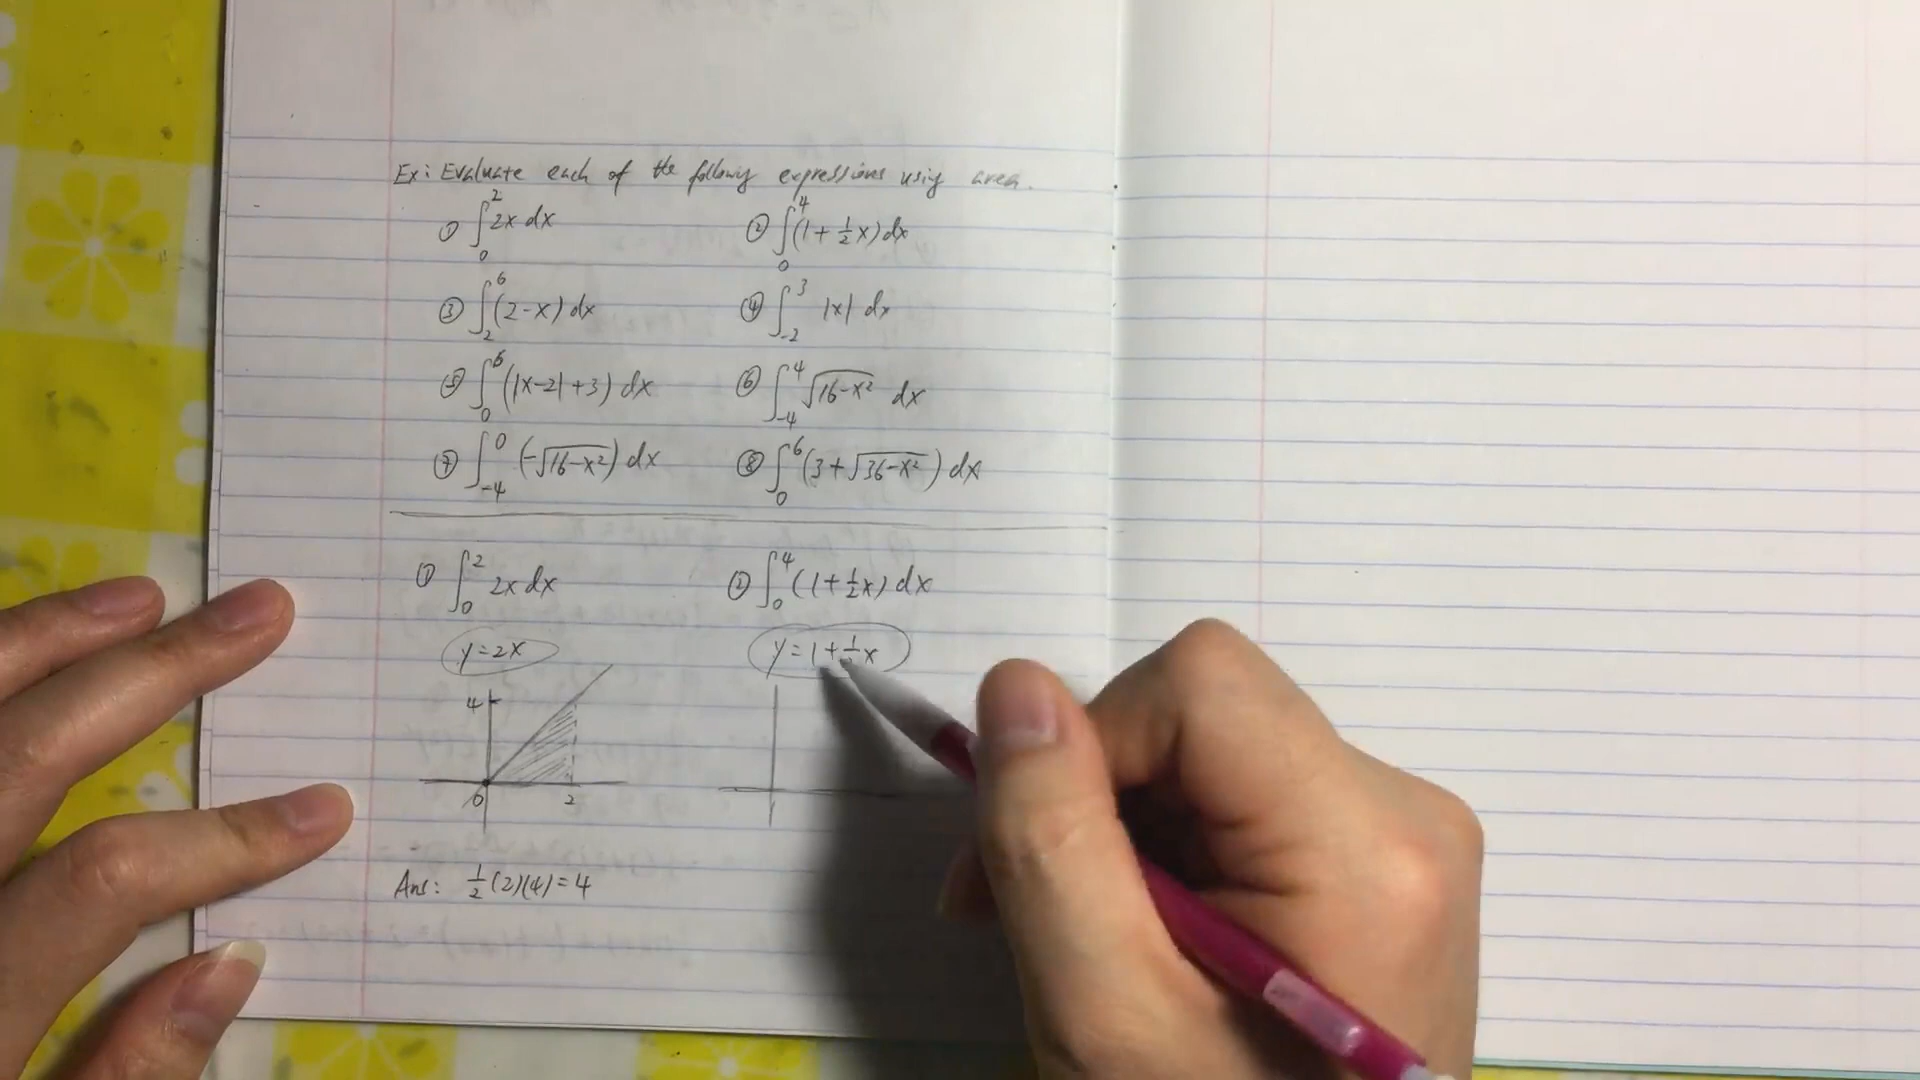 Ex: Evaluate each of the following expressions using area.
① ∫₀² 2x dx ② ∫₀⁴ (1 + 1/2 x) dx
③ ∫₂⁶ (2-x) dx ④ ∫₋₂³ |x| dx
⑤ ∫₀⁶ (|x-2| +3) dx ⑥ ∫₋₄⁴ √(16-x²) dx
⑦ ∫₋₄⁰ (-√(16-x²)) dx ⑧ ∫₀⁶ (3 + √(36-x²)) dx
① ∫₀² 2x dx ② ∫₀⁴ (1 + 1/2 x) dx
y = 2x y = 1 + 1/2 x
4
0 2
Ans: 1/2 (2)(4) = 4